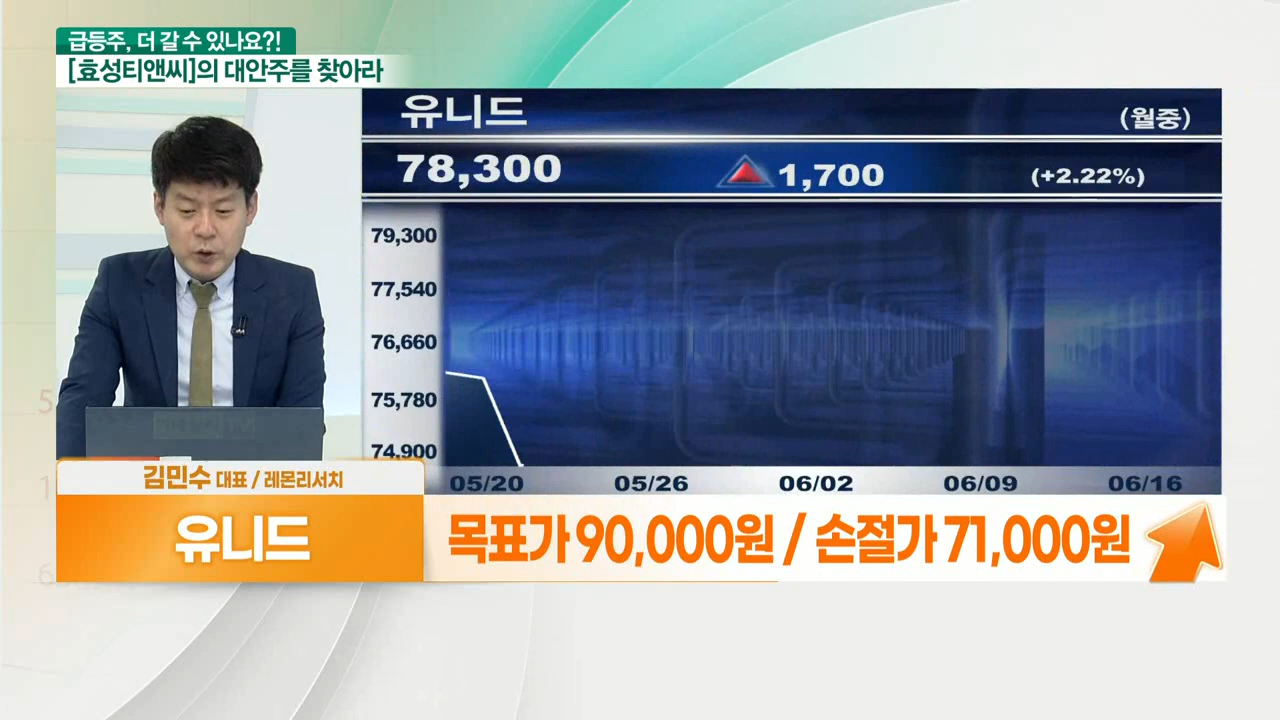 급등주, 더 갈 수 있나요?!
[효성티앤씨]의 대안주를 찾아라
유니드 (월중)
78,300 1,700 (+2.22%)
79,300
77,540
76,660
75,780
74,900
05/20 05/26 06/02 06/09 06/16
김민수 대표 / 레몬리서치
유니드
목표가 90,000원 / 손절가 71,000원